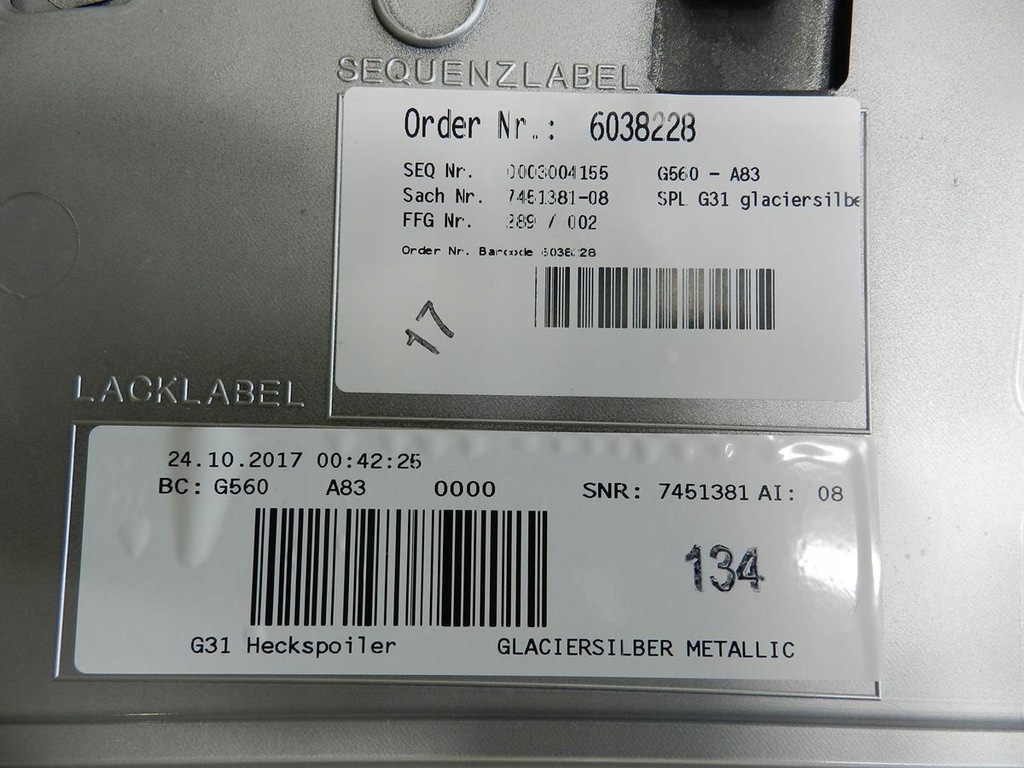 SEQUENZLABEL
Order Nr.: 6038228
SEQ Nr. 0003004155 G560 - A83
Sach Nr. 7451381-08 SPL G31 glaciersilbe
FFG Nr. 289 / 002
Order Nr. Barcode 6038228
17
LACKLABEL
24.10.2017 00:42:25
BC: G560 A83 0000 SNR: 7451381 AI: 08
134
G31 Heckspoiler GLACIERSILBER METALLIC